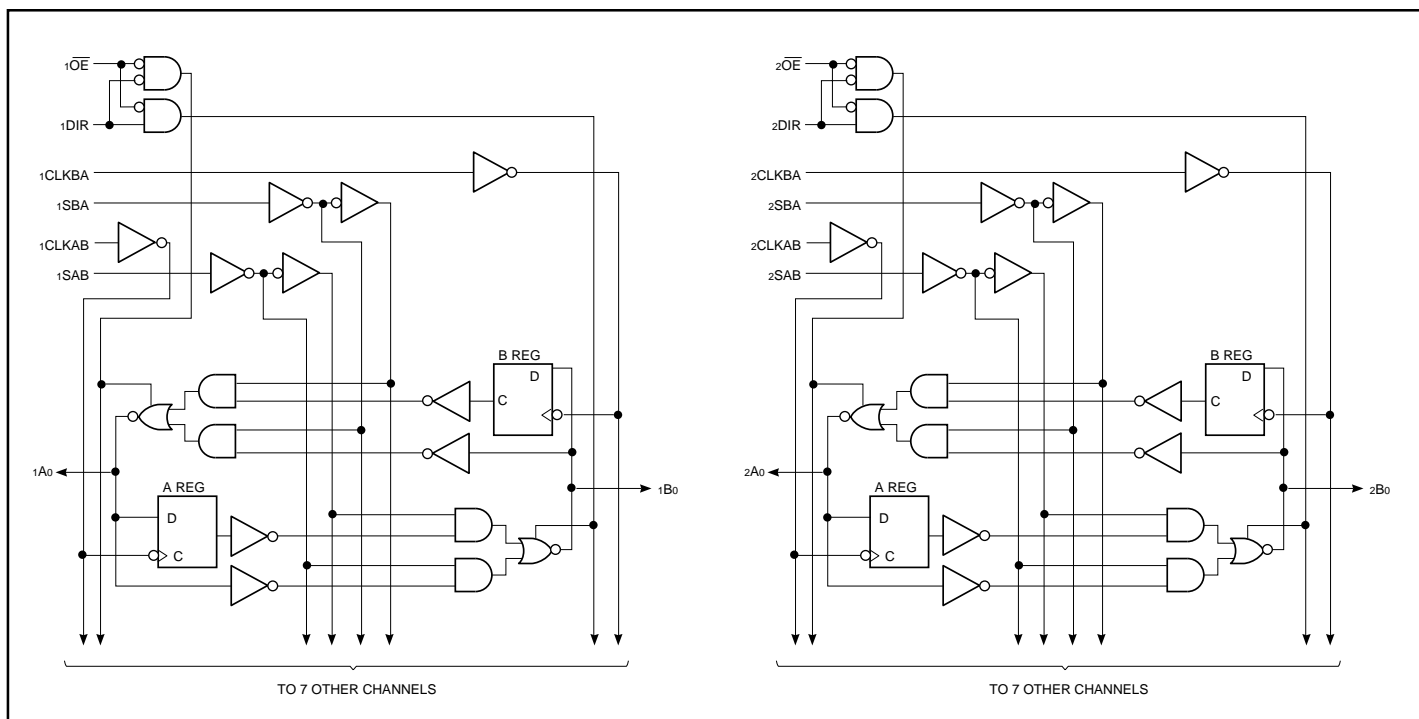 1OE
1DIR
1CLKBA
1SBA
1CLKAB
1SAB
B REG
D
C
1A0
A REG
D
C
1B0
TO 7 OTHER CHANNELS
2OE
2DIR
2CLKBA
2SBA
2CLKAB
2SAB
B REG
D
C
2A0
A REG
D
C
2B0
TO 7 OTHER CHANNELS